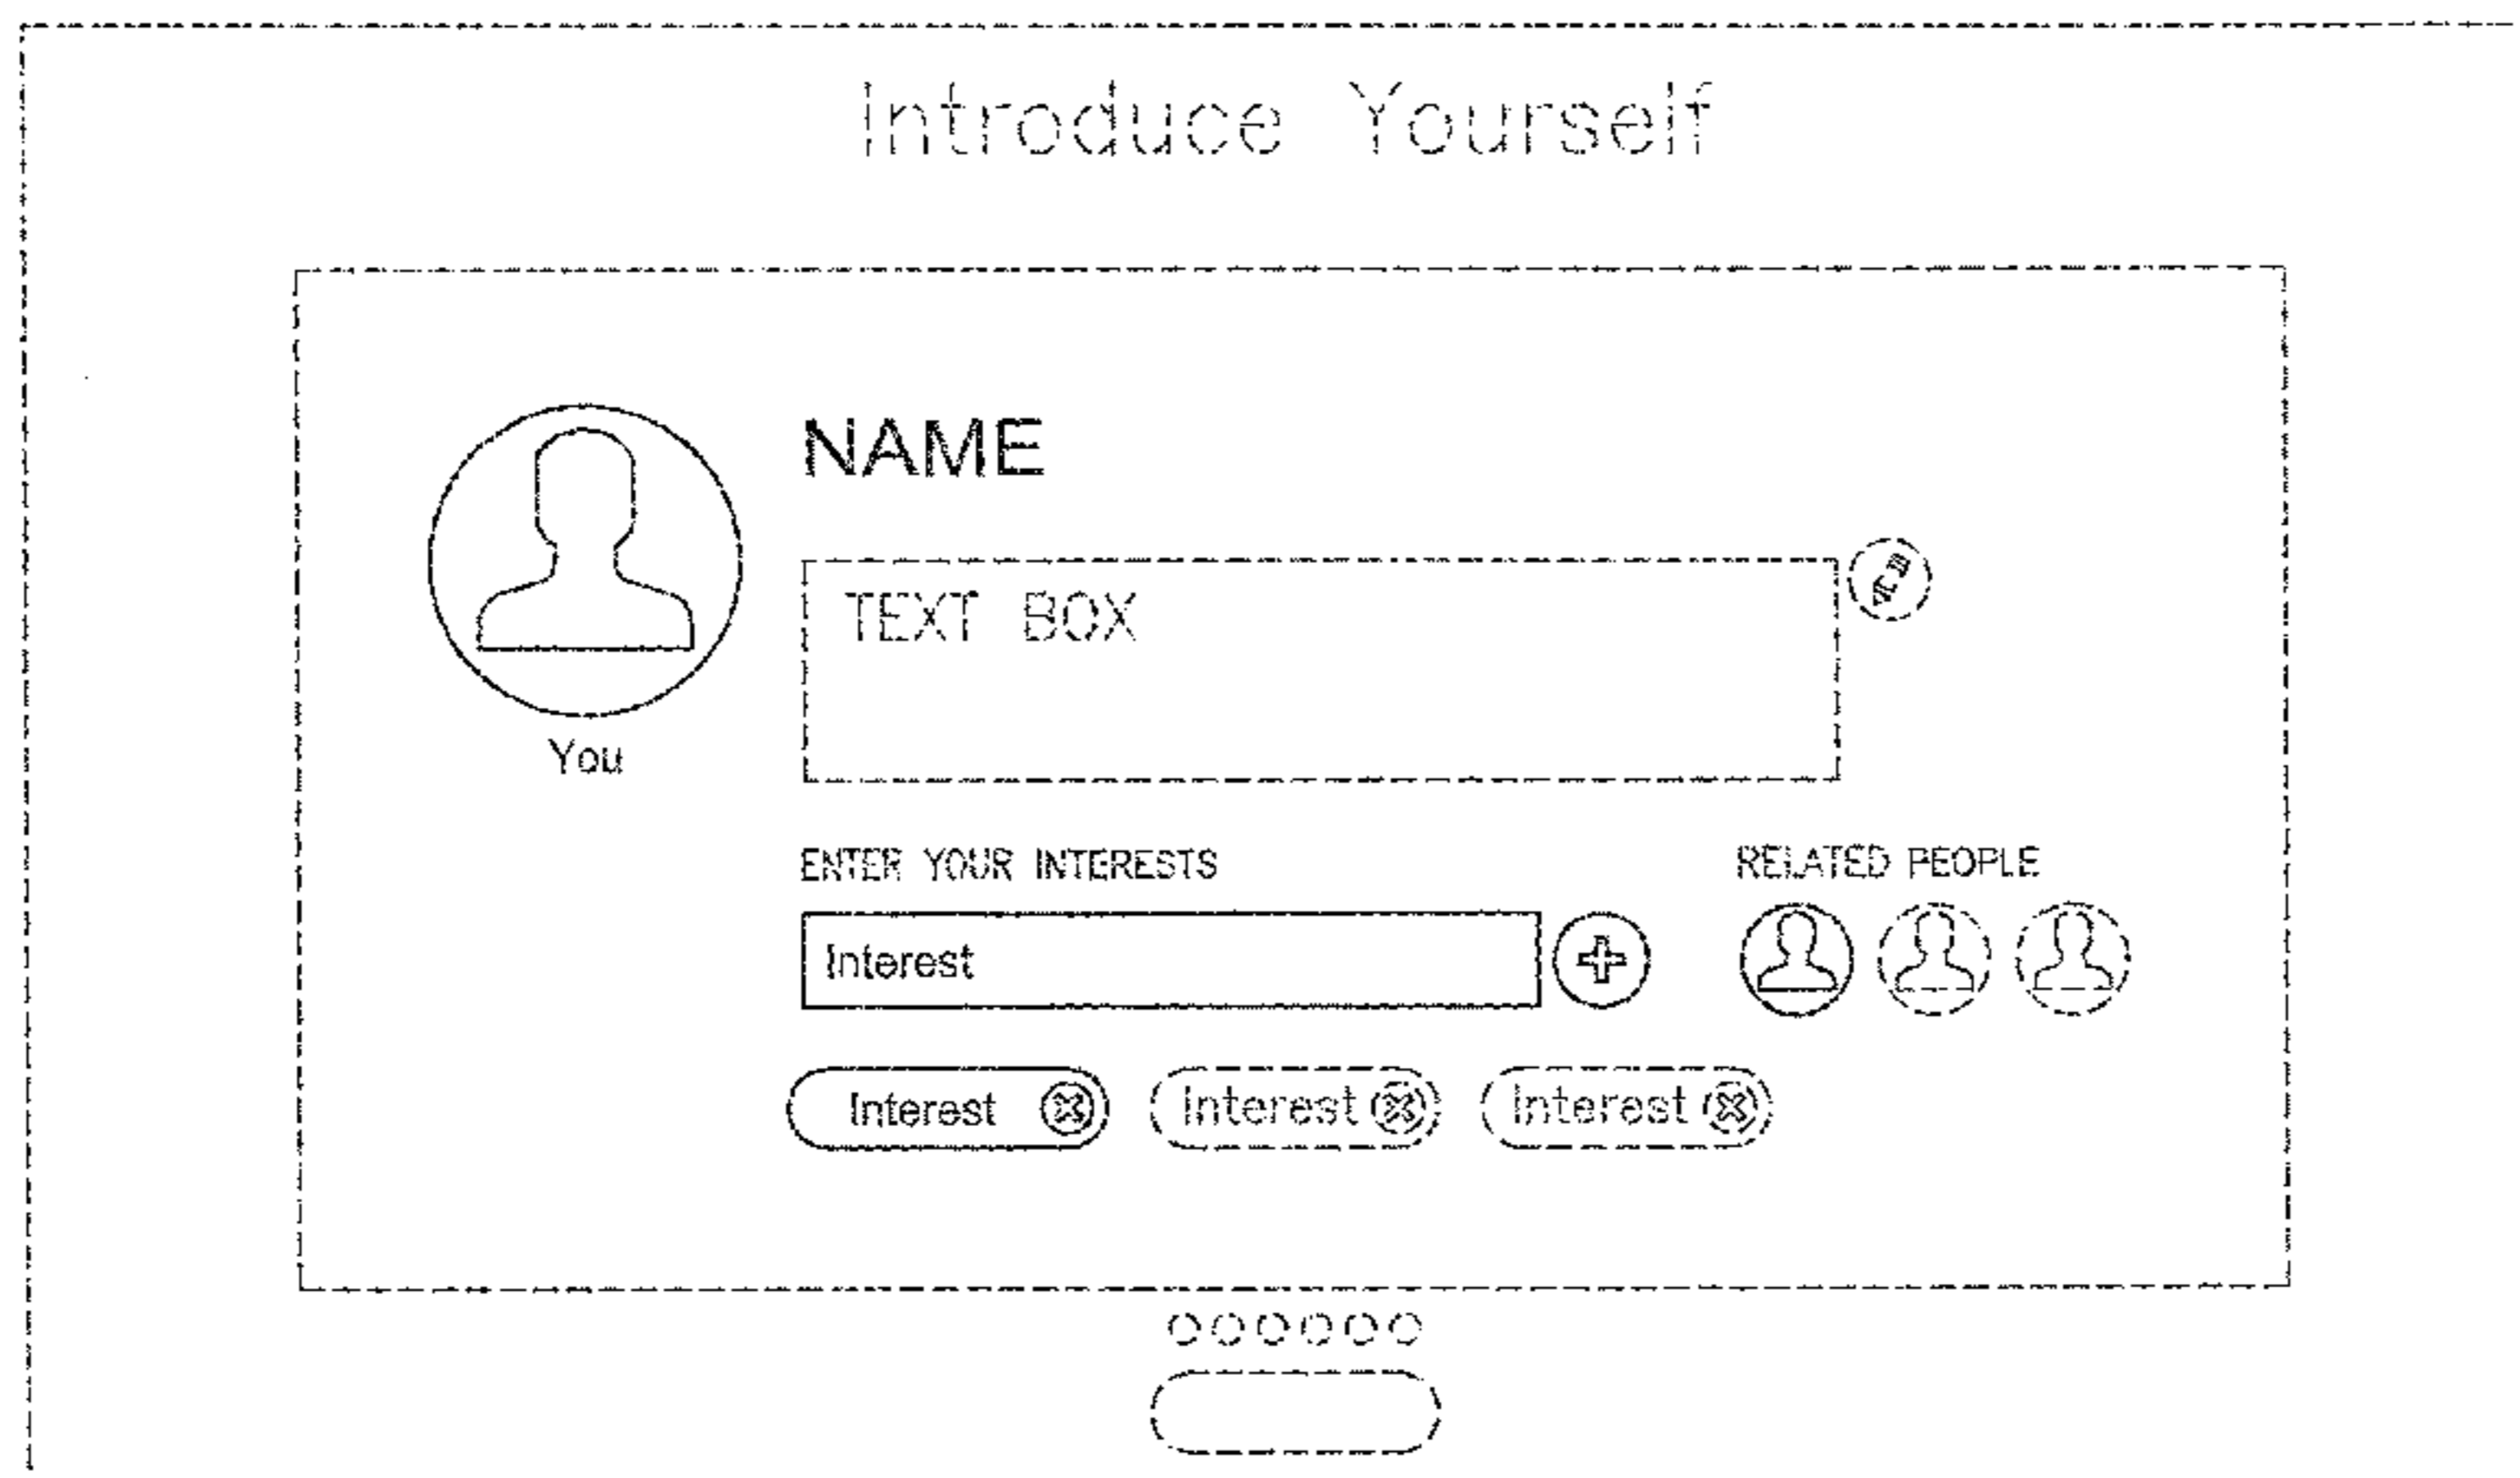 Introduce Yourself
NAME
TEXT BOX
You
ENTER YOUR INTERESTS
RELATED PEOPLE
Interest
Interest
Interest
Interest